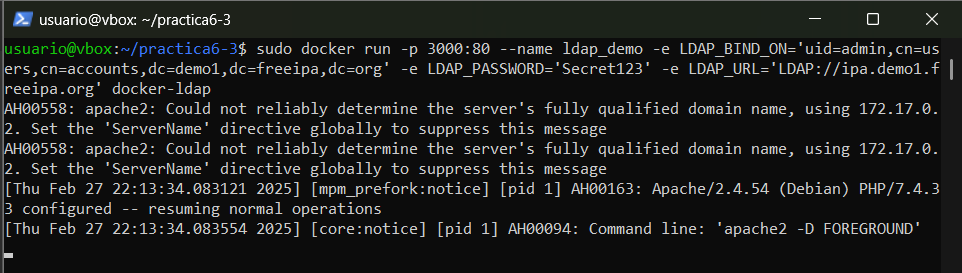 usuario@vbox: ~/practica6-3
usuario@vbox:~/practica6-3$ sudo docker run -p 3000:80 --name ldap_demo -e LDAP_BIND_ON='uid=admin,cn=us
ers,cn=accounts,dc=demo1,dc=freeipa,dc=org' -e LDAP_PASSWORD='Secret123' -e LDAP_URL='LDAP://ipa.demo1.f
reeipa.org' docker-ldap
AH00558: apache2: Could not reliably determine the server's fully qualified domain name, using 172.17.0.
2. Set the 'ServerName' directive globally to suppress this message
AH00558: apache2: Could not reliably determine the server's fully qualified domain name, using 172.17.0.
2. Set the 'ServerName' directive globally to suppress this message
[Thu Feb 27 22:13:34.083121 2025] [mpm_prefork:notice] [pid 1] AH00163: Apache/2.4.54 (Debian) PHP/7.4.3
3 configured -- resuming normal operations
[Thu Feb 27 22:13:34.083554 2025] [core:notice] [pid 1] AH00094: Command line: 'apache2 -D FOREGROUND'